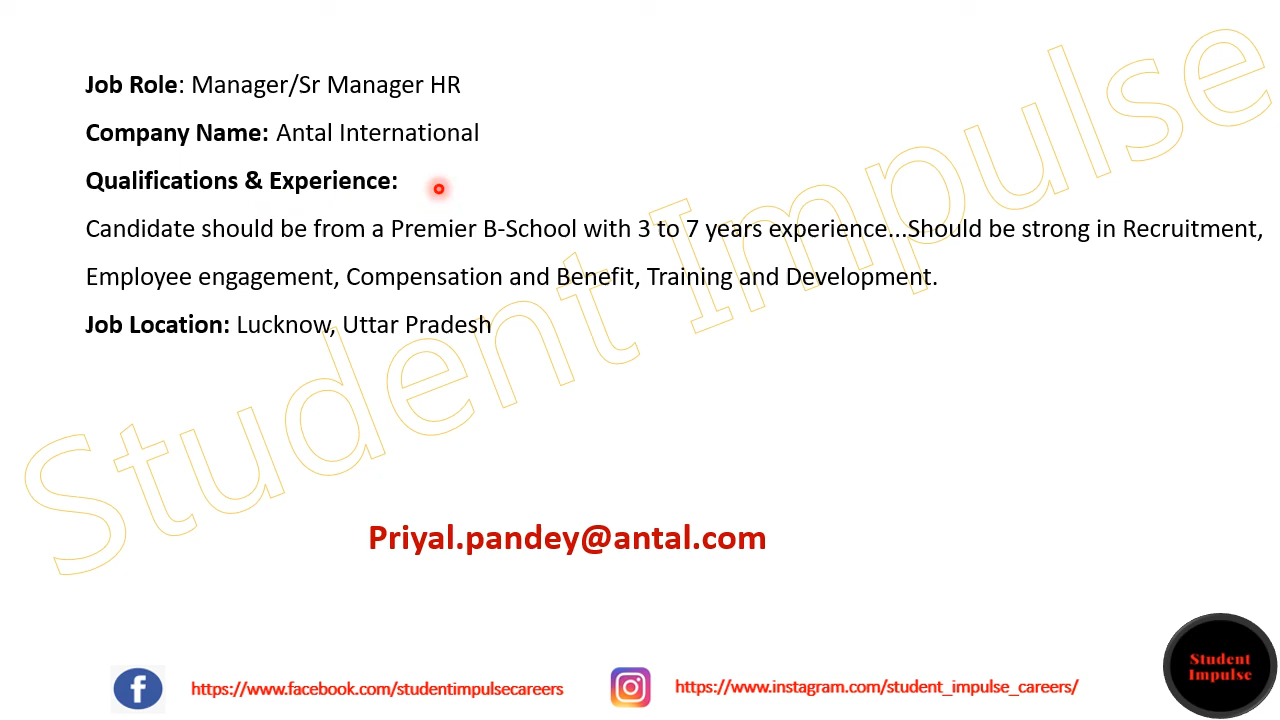 Job Role: Manager/Sr Manager HR
Company Name: Antal International
Qualifications & Experience:
Candidate should be from a Premier B-School with 3 to 7 years experience...Should be strong in Recruitment,
Employee engagement, Compensation and Benefit, Training and Development.
Job Location: Lucknow, Uttar Pradesh
Student Impulse
Priyal.pandey@antal.com
https://www.facebook.com/studentimpulsecareers
https://www.instagram.com/student_impulse_careers/
Student
Impulse